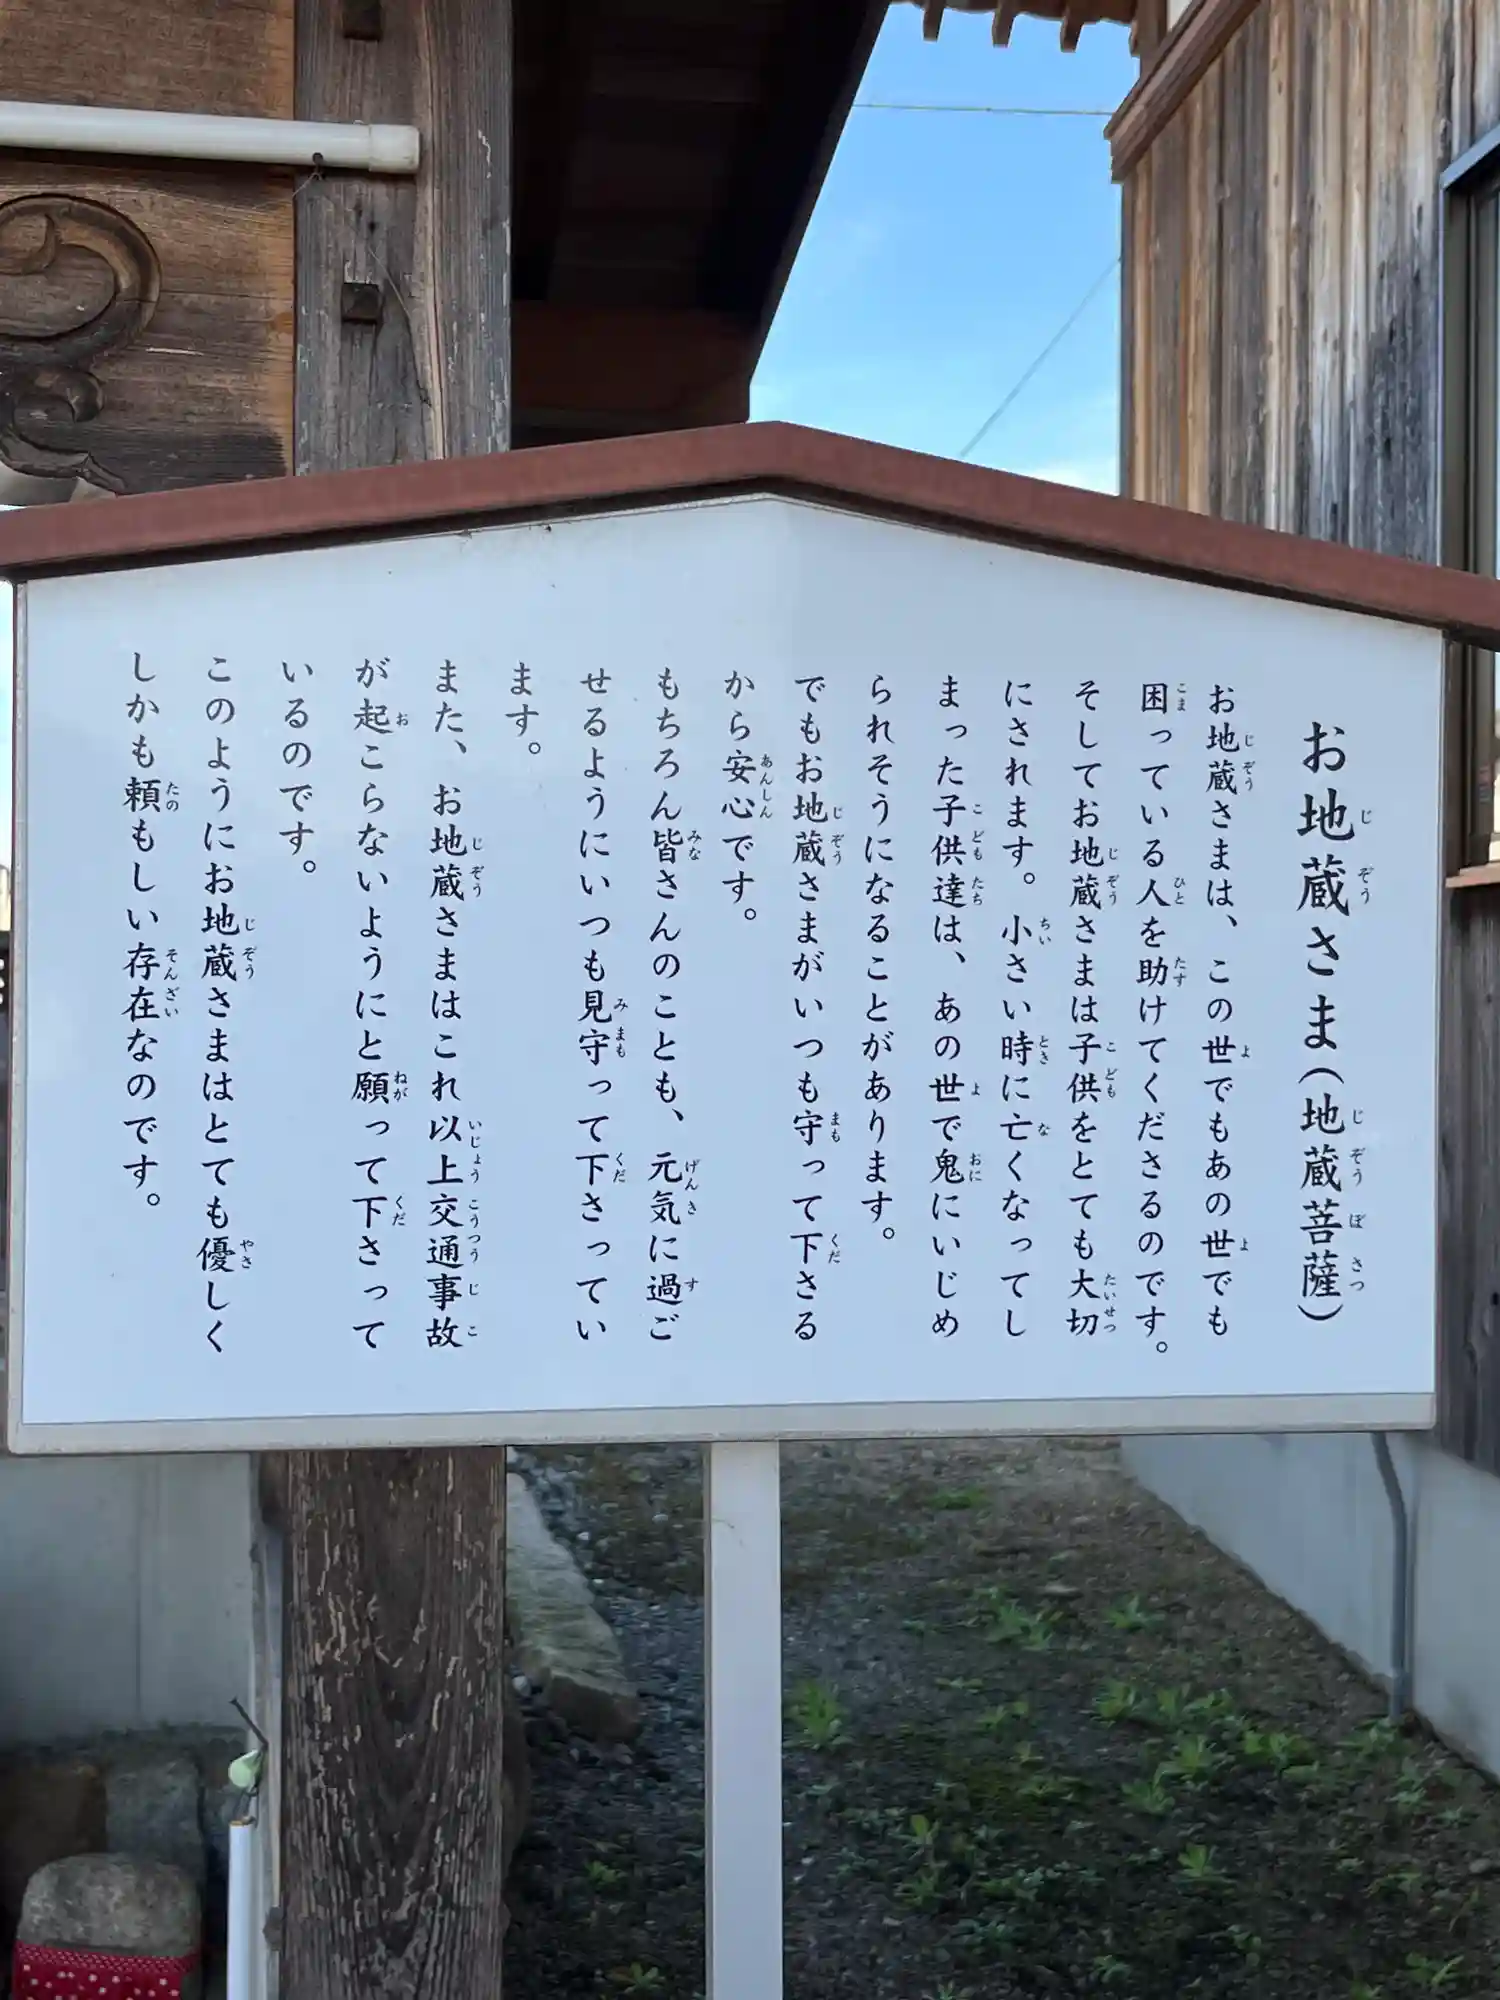 お地蔵さま（地蔵菩薩）
お地蔵さまは、この世でもあの世でも
困っている人を助けてくださるのです。
そしてお地蔵さまは子供をとても大切
にされます。小さい時に亡くなってし
まった子供達は、あの世で鬼にいじめ
られそうになることがあります。
でもお地蔵さまがいつも守って下さる
から安心です。
もちろん皆さんのことも、元気に過ご
せるようにいつも見守って下さってい
ます。
また、お地蔵さまはこれ以上交通事故
が起こらないようにと願って下さって
いるのです。
このようにお地蔵さまはとても優しく
しかも頼もしい存在なのです。